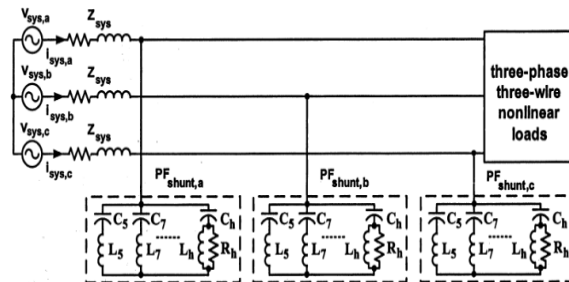 Vsys,a
Zsys
isys,a
Vsys,b
Zsys
isys,b
Vsys,c
Zsys
isys,c
three-phase
three-wire
nonlinear
loads
PFshunt,a
PFshunt,b
PFshunt,c
C5 C7 Ch
L5 L7 ...... Lh Rh
C5 C7 Ch
L5 L7 ...... Lh Rh
C5 C7 Ch
L5 L7 ...... Lh Rh